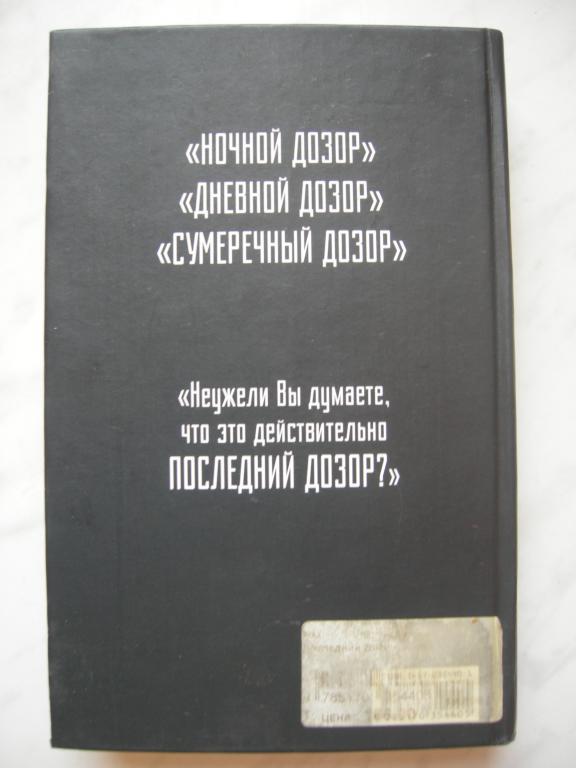 «НОЧНОЙ ДОЗОР»
«ДНЕВНОЙ ДОЗОР»
«СУМЕРЕЧНЫЙ ДОЗОР»
«Неужели Вы думаете,
что это действительно
ПОСЛЕДНИЙ ДОЗОР?»
ЦЕНА